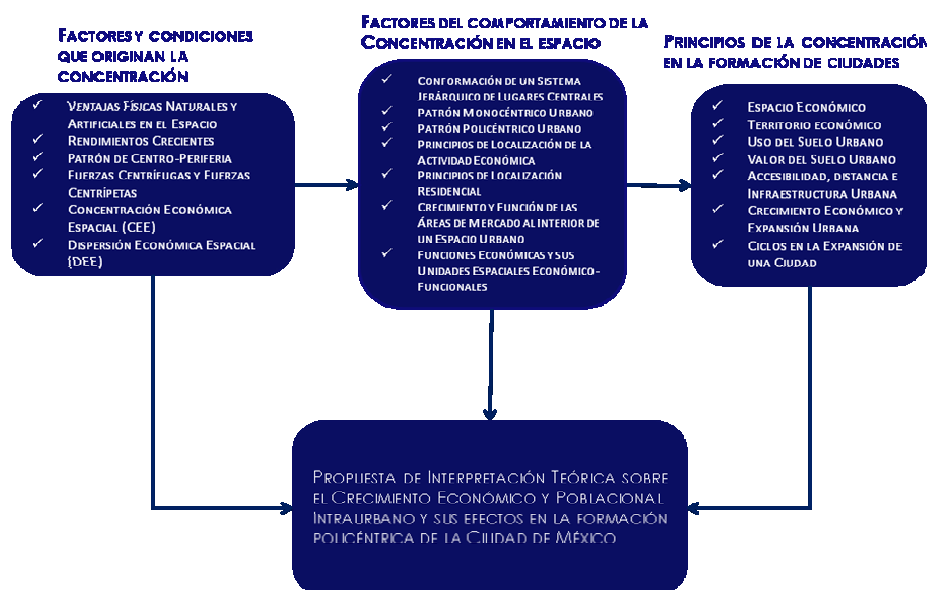 FACTORES Y CONDICIONES
QUE ORIGINAN LA
CONCENTRACIÓN
✓ VENTAJAS FÍSICAS NATURALES Y
ARTIFICIALES EN EL ESPACIO
✓ RENDIMIENTOS CRECIENTES
✓ PATRÓN DE CENTRO-PERIFERIA
✓ FUERZAS CENTRÍFUGAS Y FUERZAS
CENTRÍPETAS
✓ CONCENTRACIÓN ECONÓMICA
ESPACIAL (CEE)
✓ DISPERSIÓN ECONÓMICA ESPACIAL
(DEE)
FACTORES DEL COMPORTAMIENTO DE LA
CONCENTRACIÓN EN EL ESPACIO
✓ CONFORMACIÓN DE UN SISTEMA
JERÁRQUICO DE LUGARES CENTRALES
✓ PATRÓN MONOCÉNTRICO URBANO
✓ PATRÓN POLICÉNTRICO URBANO
✓ PRINCIPIOS DE LOCALIZACIÓN DE LA
ACTIVIDAD ECONÓMICA
✓ PRINCIPIOS DE LOCALIZACIÓN
RESIDENCIAL
✓ CRECIMIENTO Y FUNCIÓN DE LAS
ÁREAS DE MERCADO AL INTERIOR DE
UN ESPACIO URBANO
✓ FUNCIONES ECONÓMICAS Y SUS
UNIDADES ESPACIALES ECONÓMICO-
FUNCIONALES
PRINCIPIOS DE LA CONCENTRACIÓN
EN LA FORMACIÓN DE CIUDADES
✓ ESPACIO ECONÓMICO
✓ TERRITORIO ECONÓMICO
✓ USO DEL SUELO URBANO
✓ VALOR DEL SUELO URBANO
✓ ACCESIBILIDAD, DISTANCIA E
INFRAESTRUCTURA URBANA
✓ CRECIMIENTO ECONÓMICO Y
EXPANSIÓN URBANA
✓ CICLOS EN LA EXPANSIÓN DE
UNA CIUDAD
PROPUESTA DE INTERPRETACIÓN TEÓRICA SOBRE
EL CRECIMIENTO ECONÓMICO Y POBLACIONAL
INTRAURBANO Y SUS EFECTOS EN LA FORMACIÓN
POLICÉNTRICA DE LA CIUDAD DE MÉXICO